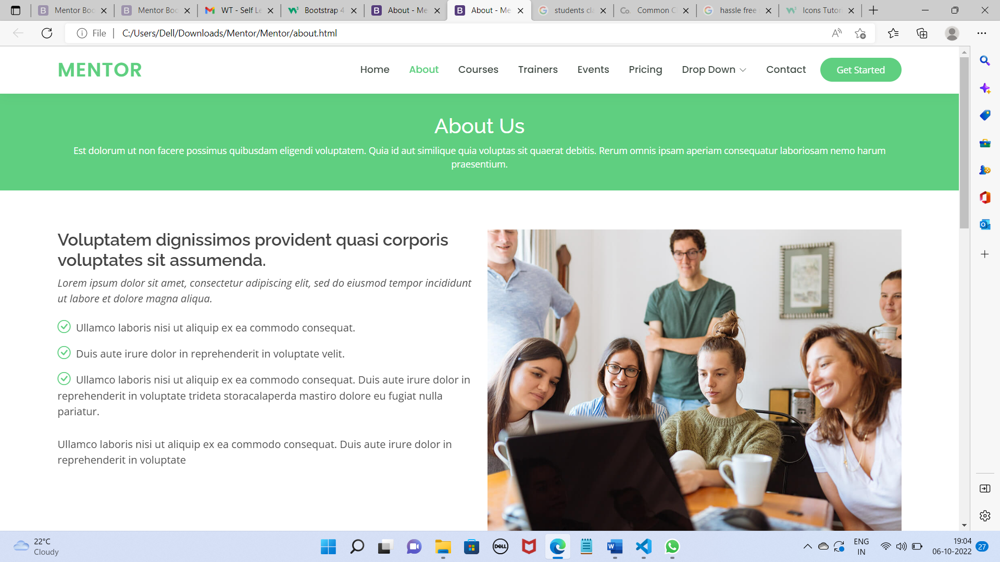 Mentor Boo
Mentor Boo
WT - Self Le
Bootstrap 4
About - Me
About - Me
students cla
Common C
hassle free
Icons Tutor
File
C:/Users/Dell/Downloads/Mentor/Mentor/about.html
MENTOR
Home
About
Courses
Trainers
Events
Pricing
Drop Down
Contact
Get Started
About Us
Est dolorum ut non facere possimus quibusdam eligendi voluptatem. Quia id aut similique quia voluptas sit quaerat debitis. Rerum omnis ipsam aperiam consequatur laboriosam nemo harum
praesentium.
Voluptatem dignissimos provident quasi corporis
voluptates sit assumenda.
Lorem ipsum dolor sit amet, consectetur adipiscing elit, sed do eiusmod tempor incididunt
ut labore et dolore magna aliqua.
Ullamco laboris nisi ut aliquip ex ea commodo consequat.
Duis aute irure dolor in reprehenderit in voluptate velit.
Ullamco laboris nisi ut aliquip ex ea commodo consequat. Duis aute irure dolor in
reprehenderit in voluptate trideta storacalaperda mastiro dolore eu fugiat nulla
pariatur.
Ullamco laboris nisi ut aliquip ex ea commodo consequat. Duis aute irure dolor in
reprehenderit in voluptate
22°C
Cloudy
DELL
ENG
IN
19:04
06-10-2022
27